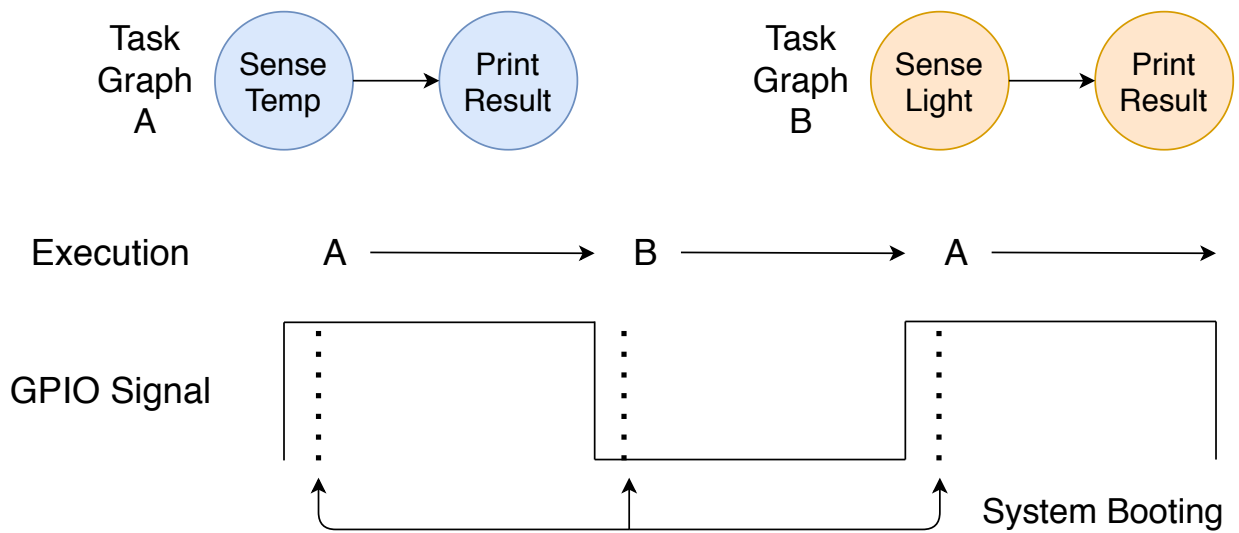 Task
Graph
A
Sense
Temp
Print
Result
Task
Graph
B
Sense
Light
Print
Result
Execution
A
B
A
GPIO Signal
System Booting